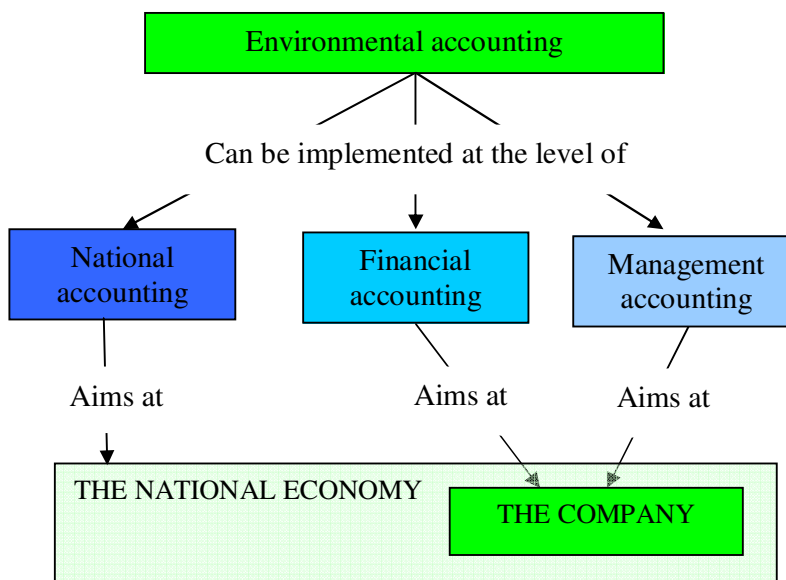 Environmental accounting
Can be implemented at the level of
National
accounting
Financial
accounting
Management
accounting
Aims at
Aims at
Aims at
THE NATIONAL ECONOMY
THE COMPANY